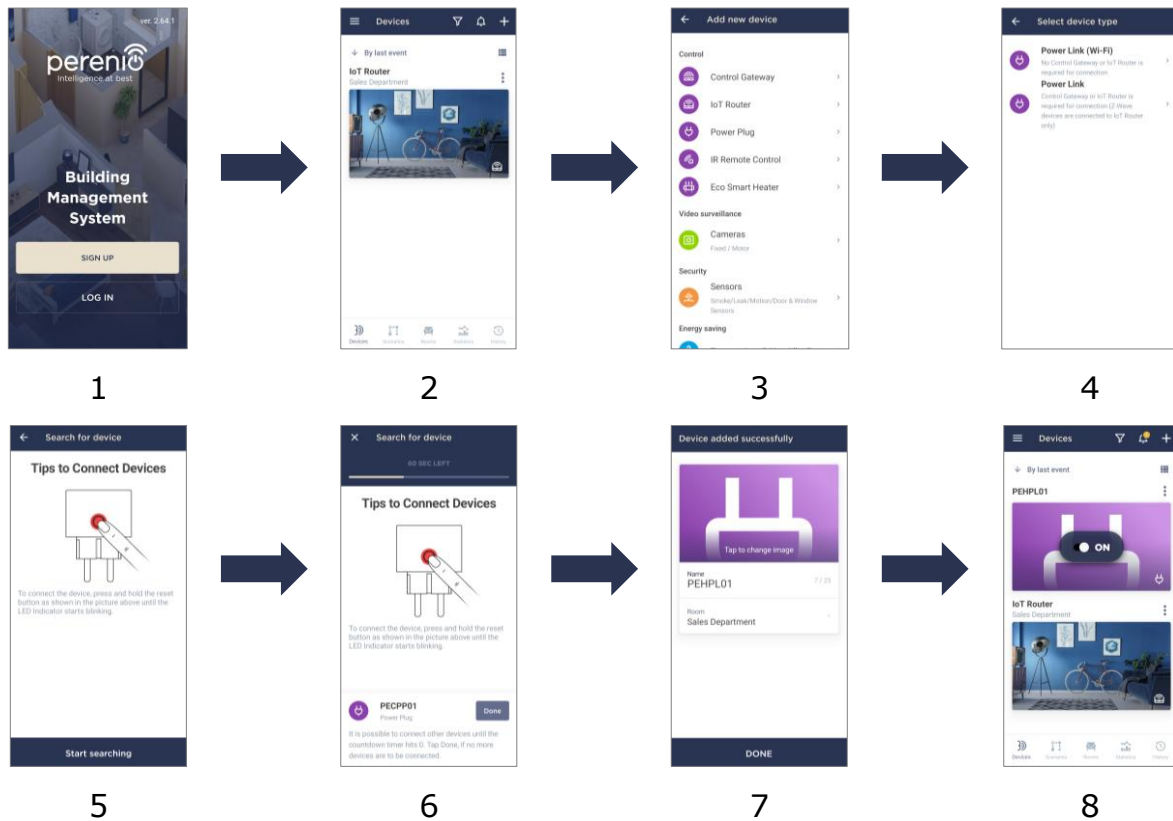 ver. 2.64.1
perenio
Intelligence at best
Building
Management
System
SIGN UP
LOG IN
1
Devices
By last event
IoT Router
Sales Department
Devices
Scenarios
Rooms
Statistics
History
2
Add new device
Control
Control Gateway
IoT Router
Power Plug
IR Remote Control
Eco Smart Heater
Video surveillance
Cameras
Fixed / Motor
Security
Sensors
Smoke/Leak/Motion/Door & Window
Sensors
Energy saving
3
Select device type
Power Link (Wi-Fi)
No Control Gateway or IoT Router is
required for connection
Power Link
Control Gateway or IoT Router is
required for connection (Z-Wave
devices are connected to IoT Router
only)
4
Search for device
Tips to Connect Devices
To connect the device, press and hold the reset
button as shown in the picture above until the
LED Indicator starts blinking.
Start searching
5
Search for device
60 SEC LEFT
Tips to Connect Devices
To connect the device, press and hold the reset
button as shown in the picture above until the
LED Indicator starts blinking.
PECPP01
Power Plug
Done
It is possible to connect other devices until the
countdown timer hits 0. Tap Done, if no more
devices are to be connected.
6
Device added successfully
Tap to change image
Name
PEHPL01
7 / 25
Room
Sales Department
DONE
7
Devices
By last event
PEHPL01
ON
IoT Router
Sales Department
Devices
Scenarios
Rooms
Statistics
History
8